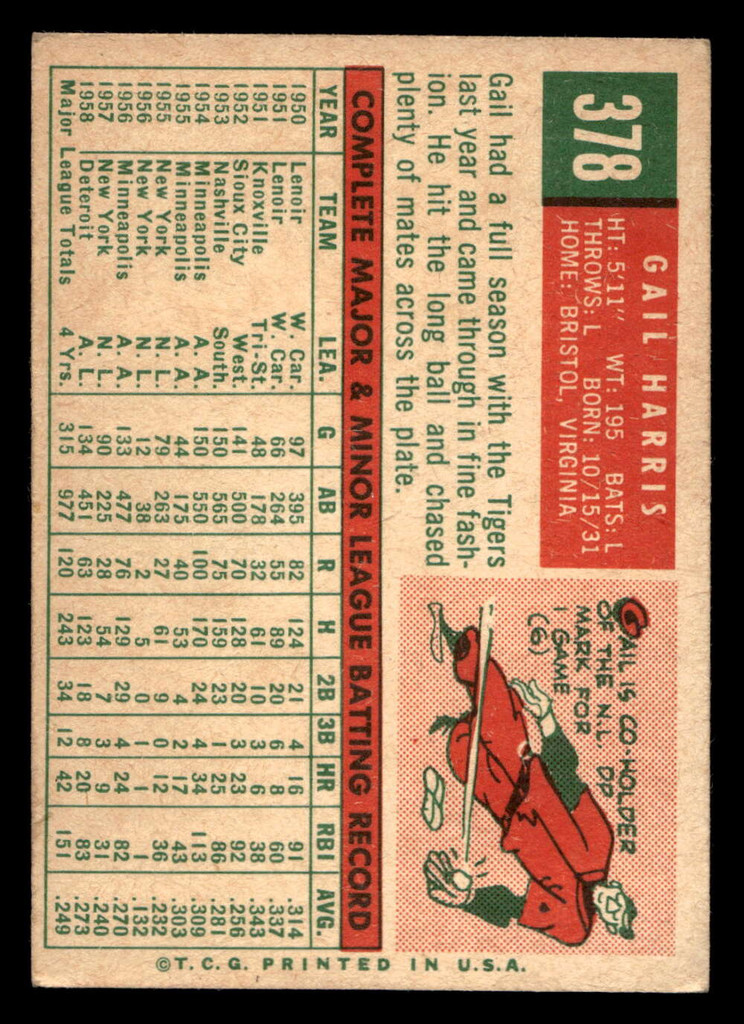 378
GAIL HARRIS
HT: 5'11" WT: 195 BATS: L
THROWS: L BORN: 10/15/31
HOME: BRISTOL, VIRGINIA
Gail had a full season with the Tigers
last year and came through in fine fash-
ion. He hit the long ball and chased
plenty of mates across the plate.
GAIL IS CO-HOLDER
OF THE N.L. DP
MARK FOR
1 GAME
(6)
COMPLETE MAJOR & MINOR LEAGUE BATTING RECORD
YEAR TEAM LEA. G AB R H 2B 3B HR RBI AVG.
1950 Lenoir W. Car. 97 395 82 124 21 4 16 91 .314
1951 Lenoir W. Car. 66 264 55 89 20 6 8 60 .337
1951 Knoxville Tri-St. 48 178 32 61 10 3 6 38 .343
1952 Sioux City West. 141 500 70 128 20 3 23 92 .256
1953 Nashville South. 150 565 75 159 23 1 25 86 .281
1954 Minneapolis A. A. 150 550 100 170 24 4 34 113 .309
1955 Minneapolis A. A. 44 175 40 53 4 2 17 43 .303
1955 New York N. L. 79 263 27 61 9 0 12 36 .232
1956 New York N. L. 12 38 2 5 0 1 1 1 .132
1956 Minneapolis A. A. 133 477 76 129 29 4 24 82 .270
1957 New York N. L. 90 225 28 54 7 3 9 31 .240
1958 Detroit A. L. 134 451 63 123 18 8 20 83 .273
Major League Totals 4 Yrs. 315 977 120 243 34 12 42 151 .249
© T. C. G. PRINTED IN U.S.A.